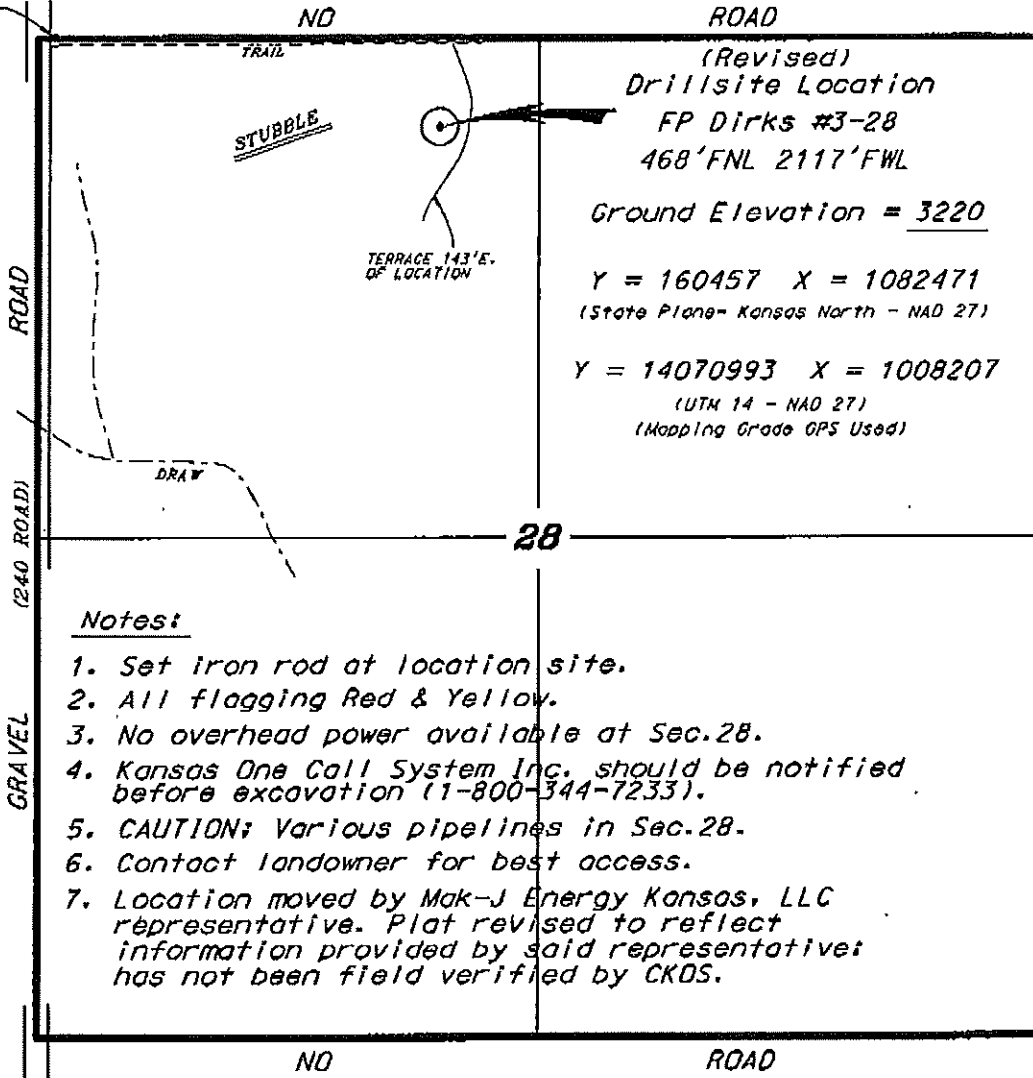 NO ROAD
TRAIL
(Revised)
Drillsite Location
FP Dirks #3-28
468'FNL 2117'FWL
STUBBLE
Ground Elevation = 3220
TERRACE 143'E.
OF LOCATION
Y = 160457 X = 1082471
(State Plane- Kansas North - NAD 27)
Y = 14070993 X = 1008207
(UTM 14 - NAD 27)
(Mapping Grade GPS Used)
DRAW
28
GRAVEL (240 ROAD) ROAD
Notes:
1. Set iron rod at location site.
2. All flagging Red & Yellow.
3. No overhead power available at Sec.28.
4. Kansas One Call System Inc. should be notified
before excavation (1-800-344-7233).
5. CAUTION: Various pipelines in Sec.28.
6. Contact landowner for best access.
7. Location moved by Mak-J Energy Kansas, LLC
representative. Plat revised to reflect
information provided by said representative:
has not been field verified by CKOS.
NO ROAD